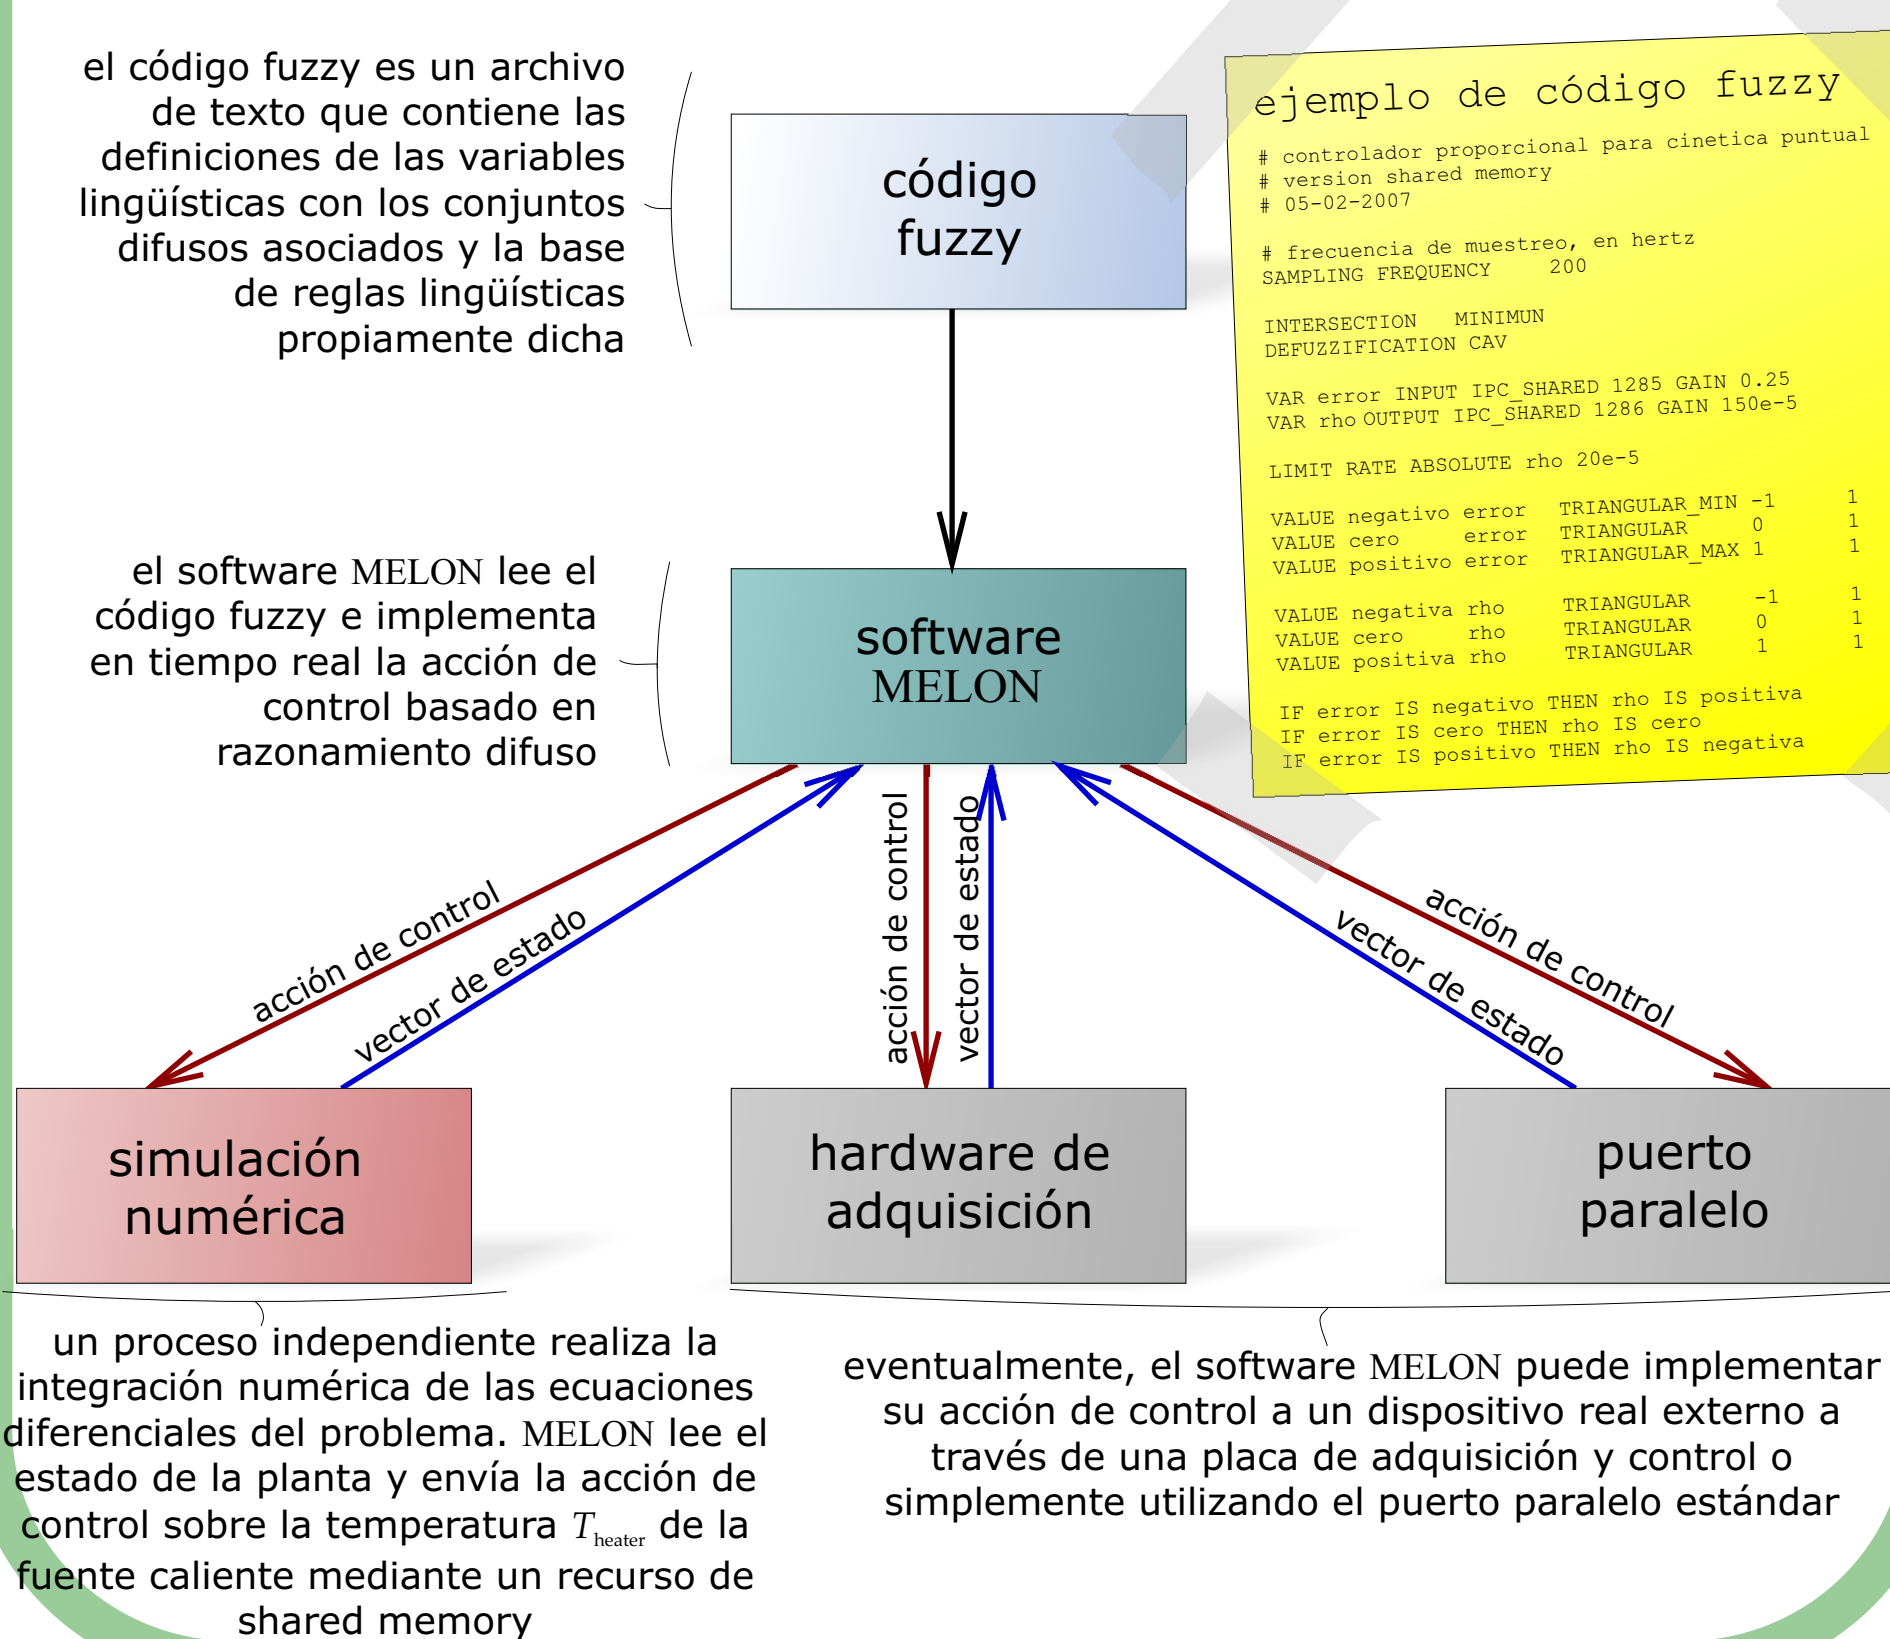 el código fuzzy es un archivo
de texto que contiene las
definiciones de las variables
lingüísticas con los conjuntos
difusos asociados y la base
de reglas lingüísticas
propiamente dicha
código
fuzzy
ejemplo de código fuzzy
# controlador proporcional para cinetica puntual
# version shared memory
# 05-02-2007
# frecuencia de muestreo, en hertz
SAMPLING FREQUENCY 200
INTERSECTION MINIMUN
DEFUZZIFICATION CAV
VAR error INPUT IPC_SHARED 1285 GAIN 0.25
VAR rho OUTPUT IPC_SHARED 1286 GAIN 150e-5
LIMIT RATE ABSOLUTE rho 20e-5
VALUE negativo error TRIANGULAR_MIN -1 1
VALUE cero error TRIANGULAR 0 1
VALUE positivo error TRIANGULAR_MAX 1 1
VALUE negativa rho TRIANGULAR -1 1
VALUE cero rho TRIANGULAR 0 1
VALUE positiva rho TRIANGULAR 1 1
IF error IS negativo THEN rho IS positiva
IF error IS cero THEN rho IS cero
IF error IS positivo THEN rho IS negativa
el software MELON lee el
código fuzzy e implementa
en tiempo real la acción de
control basado en
razonamiento difuso
software
MELON
acción de control
vector de estado
acción de control
vector de estado
acción de control
vector de estado
simulación
numérica
hardware de
adquisición
puerto
paralelo
un proceso independiente realiza la
integración numérica de las ecuaciones
diferenciales del problema. MELON lee el
estado de la planta y envía la acción de
control sobre la temperatura Theater de la
fuente caliente mediante un recurso de
shared memory
eventualmente, el software MELON puede implementar
su acción de control a un dispositivo real externo a
través de una placa de adquisición y control o
simplemente utilizando el puerto paralelo estándar